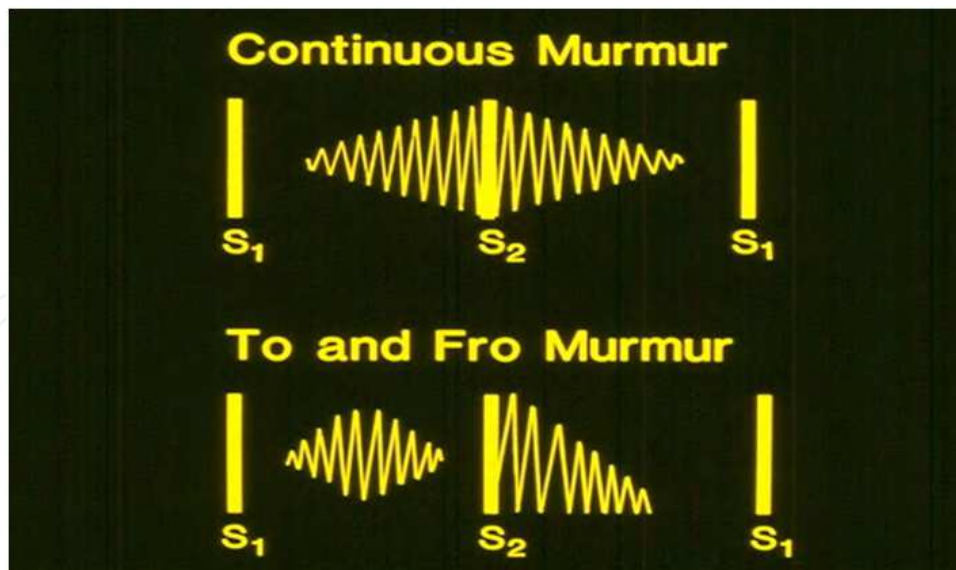 Continuous Murmur
S₁ S₂ S₁
To and Fro Murmur
S₁ S₂ S₁